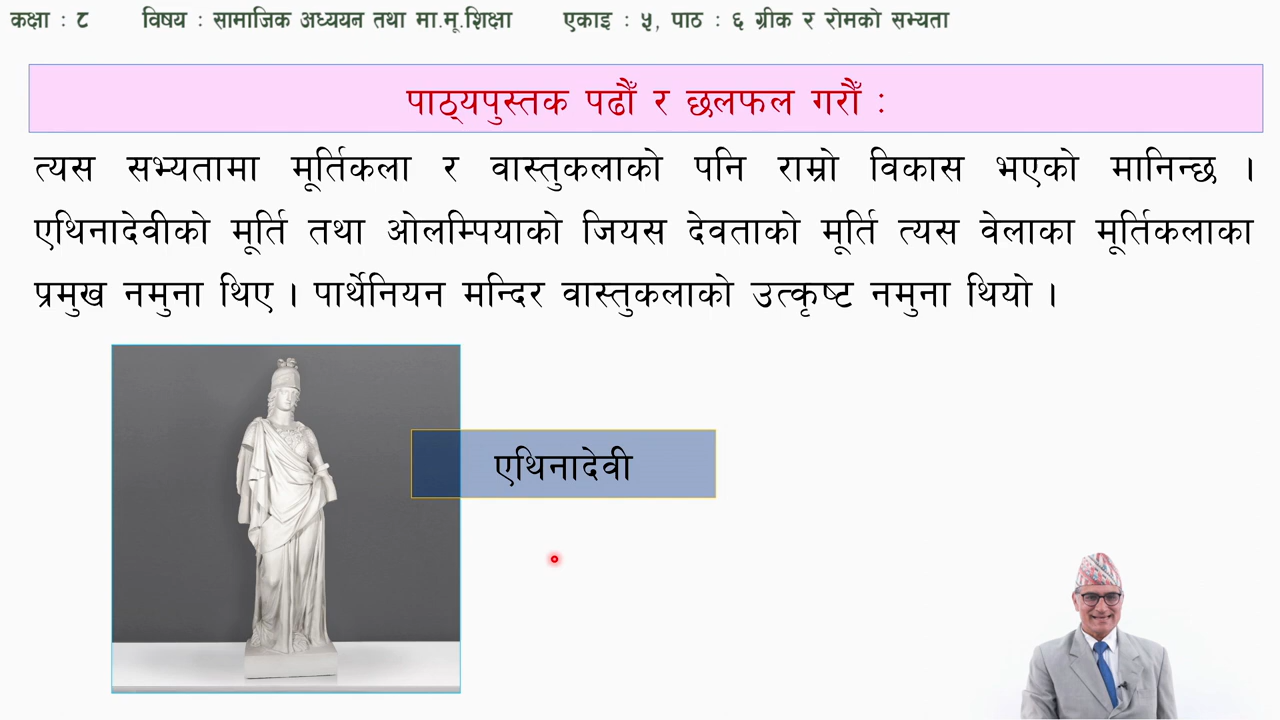 कक्षा : ८ विषय : सामाजिक अध्ययन तथा मा.मू.शिक्षा एकाइ : ५, पाठ : ६ ग्रीक र रोमको सभ्यता
पाठ्यपुस्तक पढौँ र छलफल गरौँ :
त्यस सभ्यतामा मूर्तिकला र वास्तुकलाको पनि राम्रो विकास भएको मानिन्छ ।
एथिनादेवीको मूर्ति तथा ओलम्पियाको जियस देवताको मूर्ति त्यस वेलाका मूर्तिकलाका
प्रमुख नमुना थिए । पार्थेनियन मन्दिर वास्तुकलाको उत्कृष्ट नमुना थियो ।
एथिनादेवी